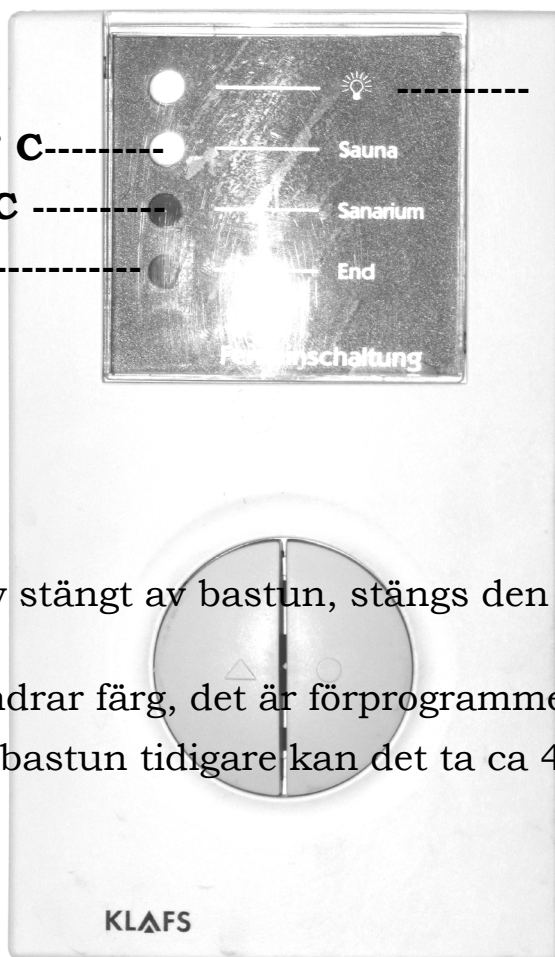 --------
C-----
Sauna
C ------
Sanarium
End
stängt av bastun, stängs den
ndrar färg, det är förprogramme
bastun tidigare kan det ta ca 4
KLAFS